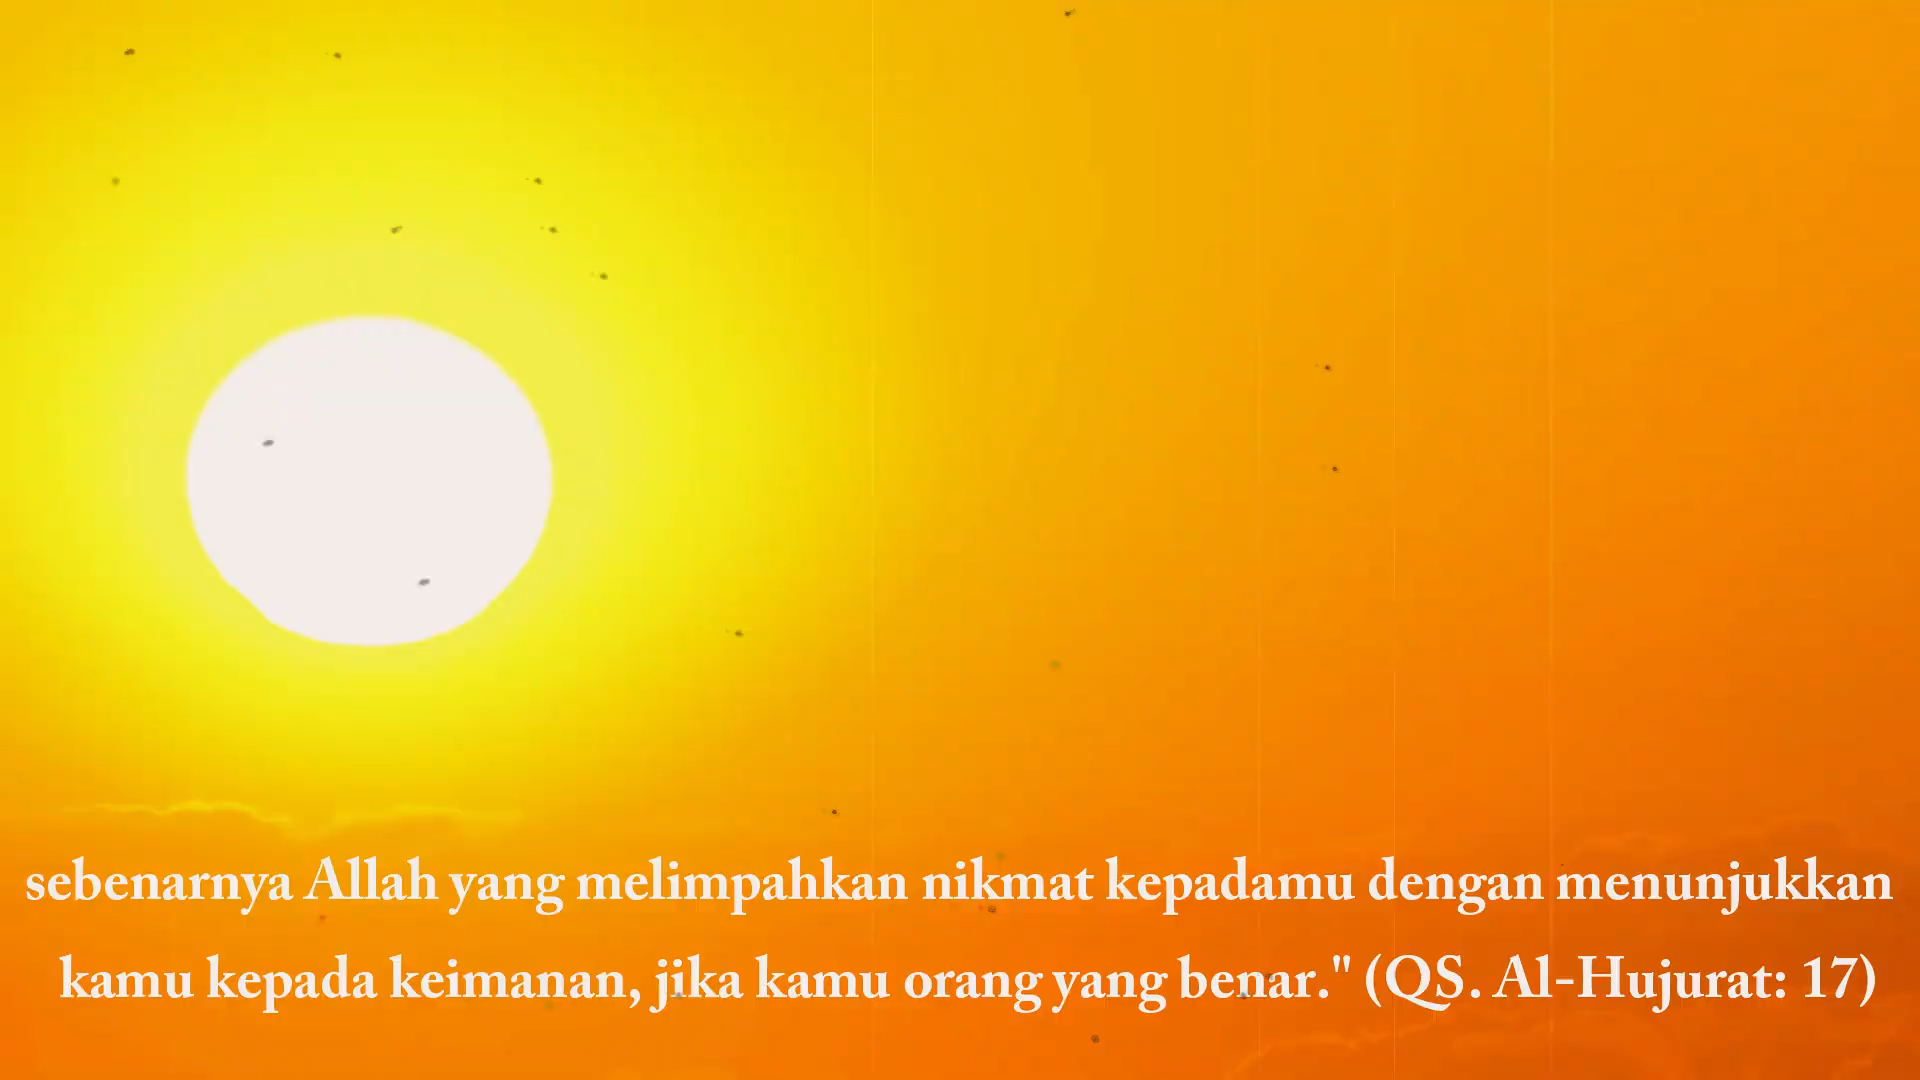 sebenarnya Allah yang melimpahkan nikmat kepadamu dengan menunjukkan
kamu kepada keimanan, jika kamu orang yang benar." (QS. Al-Hujurat: 17)